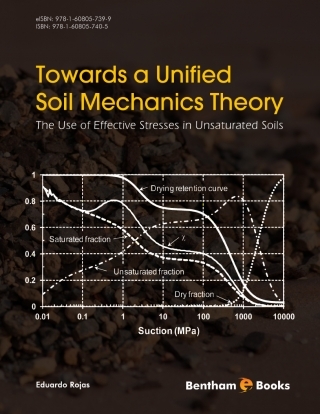 eISBN: 978-1-60805-739-9
ISBN: 978-1-60805-740-5
Towards a Unified
Soil Mechanics Theory
The Use of Effective Stresses in Unsaturated Soils
1
0.8
0.6
0.4
0.2
0
Drying retention curve
Saturated fraction
χ
Unsaturated fraction
Dry fraction
0.01 0.1 1 10 100 1000 10000
Suction (MPa)
Eduardo Rojas
Bentham e Books